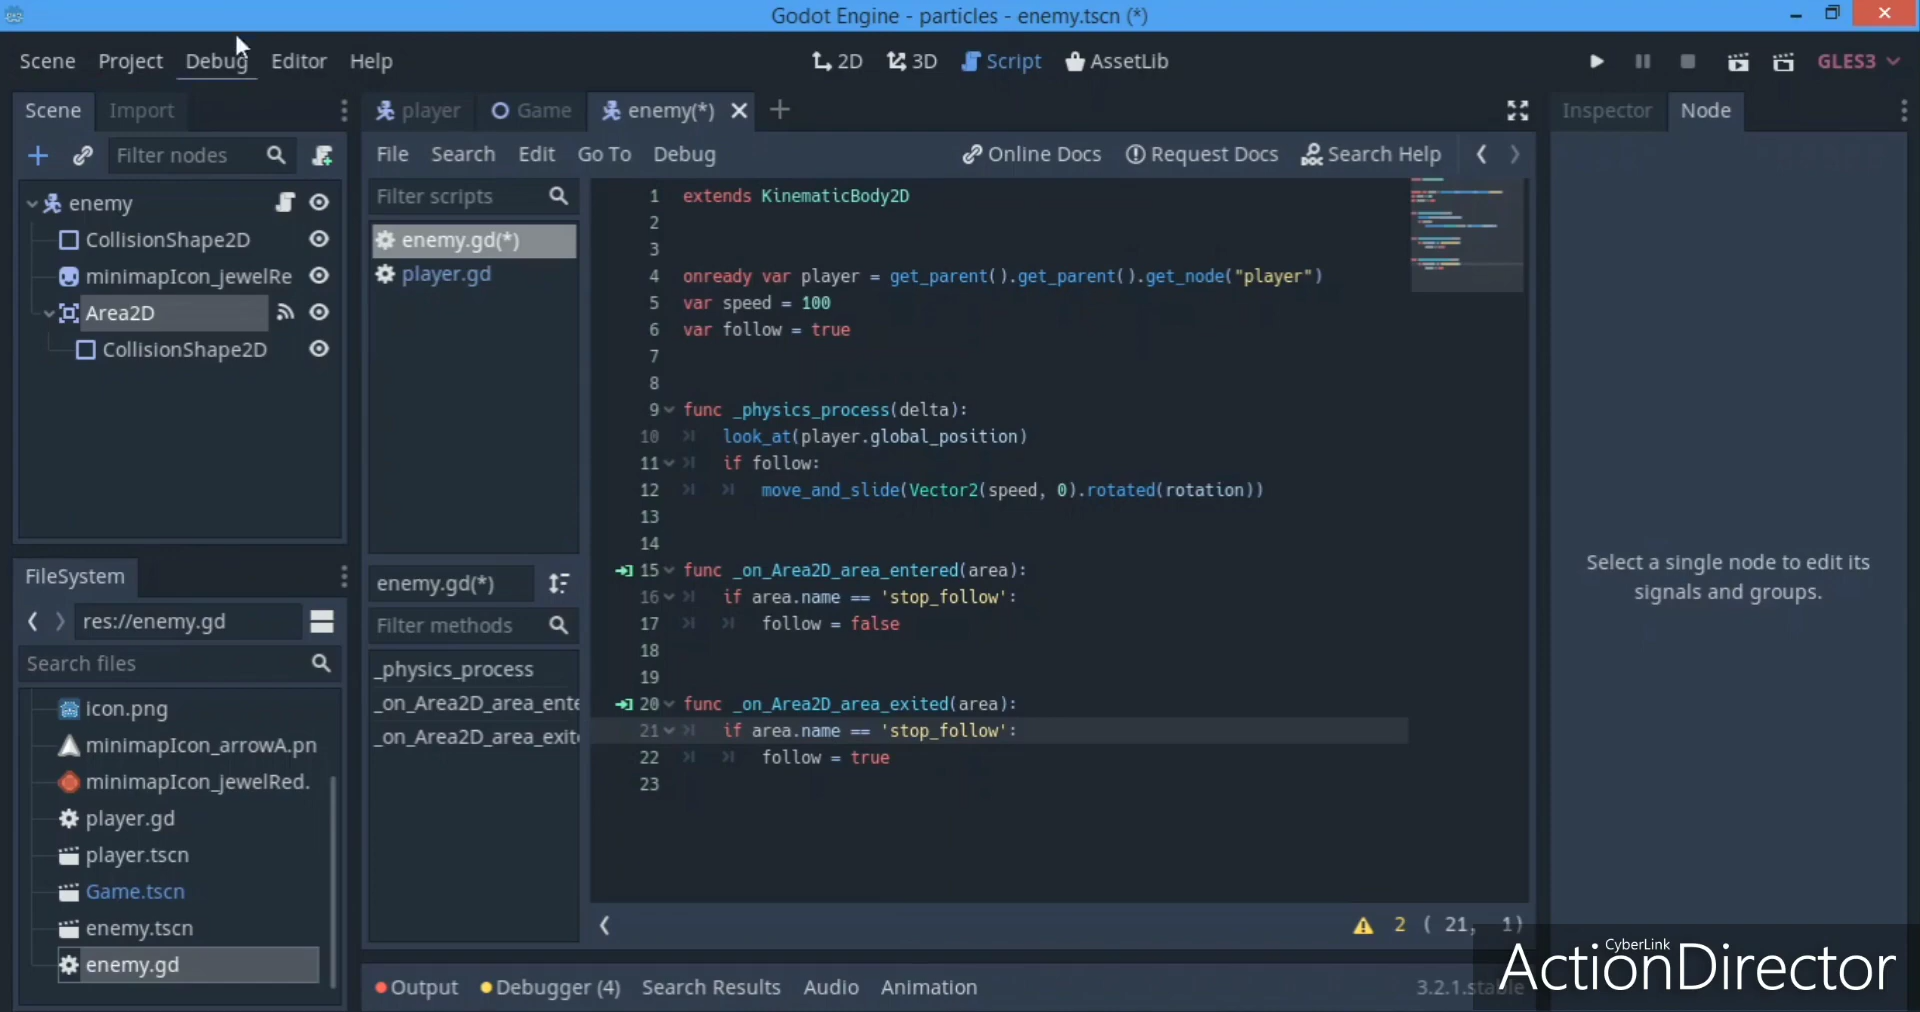 Godot Engine - particles - enemy.tscn (*)
Scene Project Debug Editor Help
2D 3D Script AssetLib
GLES3
Scene Import
player Game enemy(*)
Inspector Node
Filter nodes
File Search Edit Go To Debug
Online Docs Request Docs Search Help
Filter scripts
enemy
CollisionShape2D
minimapIcon_jewelRe
Area2D
CollisionShape2D
enemy.gd(*)
player.gd
1 extends KinematicBody2D
2
3
4 onready var player = get_parent().get_parent().get_node("player")
5 var speed = 100
6 var follow = true
7
8
9 func _physics_process(delta):
10 look_at(player.global_position)
11 if follow:
12 move_and_slide(Vector2(speed, 0).rotated(rotation))
13
14
15 func _on_Area2D_area_entered(area):
16 if area.name == 'stop_follow':
17 follow = false
18
19
20 func _on_Area2D_area_exited(area):
21 if area.name == 'stop_follow':
22 follow = true
23
Select a single node to edit its
signals and groups.
FileSystem
res://enemy.gd
Search files
icon.png
minimapIcon_arrowA.pn
minimapIcon_jewelRed.
player.gd
player.tscn
Game.tscn
enemy.tscn
enemy.gd
enemy.gd(*)
Filter methods
_physics_process
_on_Area2D_area_ente
_on_Area2D_area_exite
2 ( 21, 1)
Output Debugger (4) Search Results Audio Animation
3.2.1.stable
CyberLink
ActionDirector